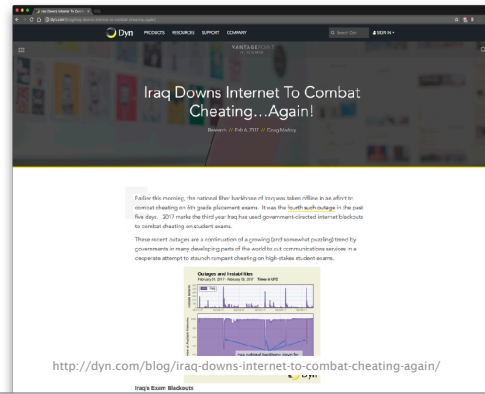 Dyn PRODUCTS RESOURCES SUPPORT COMPANY SIGN IN
VANTAGEPOINT
Iraq Downs Internet To Combat
Cheating…Again!
Research // Feb 6, 2017 // Doug Madory
Earlier this morning, the national fiber backbone of Iraq was taken offline in an effort to
combat cheating on 6th grade placement exams. It was the fourth such outage in the past
five days. 2017 marks the third year Iraq has used government-directed internet blackouts
to combat cheating on student exams.
These recent outages are a continuation of a growing (and somewhat puzzling) trend by
governments in many developing parts of the world to cut communications services in a
desperate attempt to staunch rampant cheating on high-stakes student exams.
Outages and Instabilities
http://dyn.com/blog/iraq-downs-internet-to-combat-cheating-again/
Dyn
Iraq's Exam Blackouts